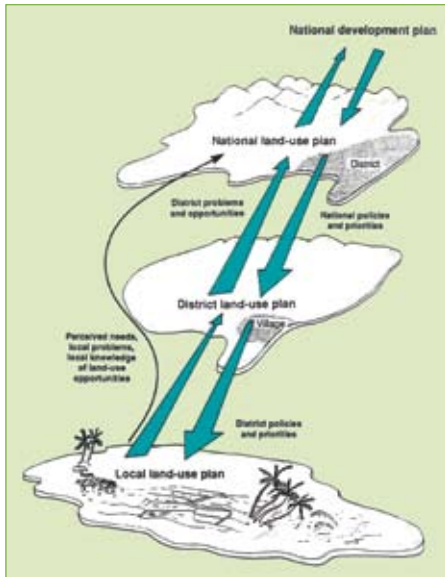 National development plan
National land-use plan
District
District problems
and opportunities
National policies
and priorities
District land-use plan
Village
Perceived needs,
local problems,
local knowledge
of land-use
opportunities
District policies
and priorities
Local land-use plan